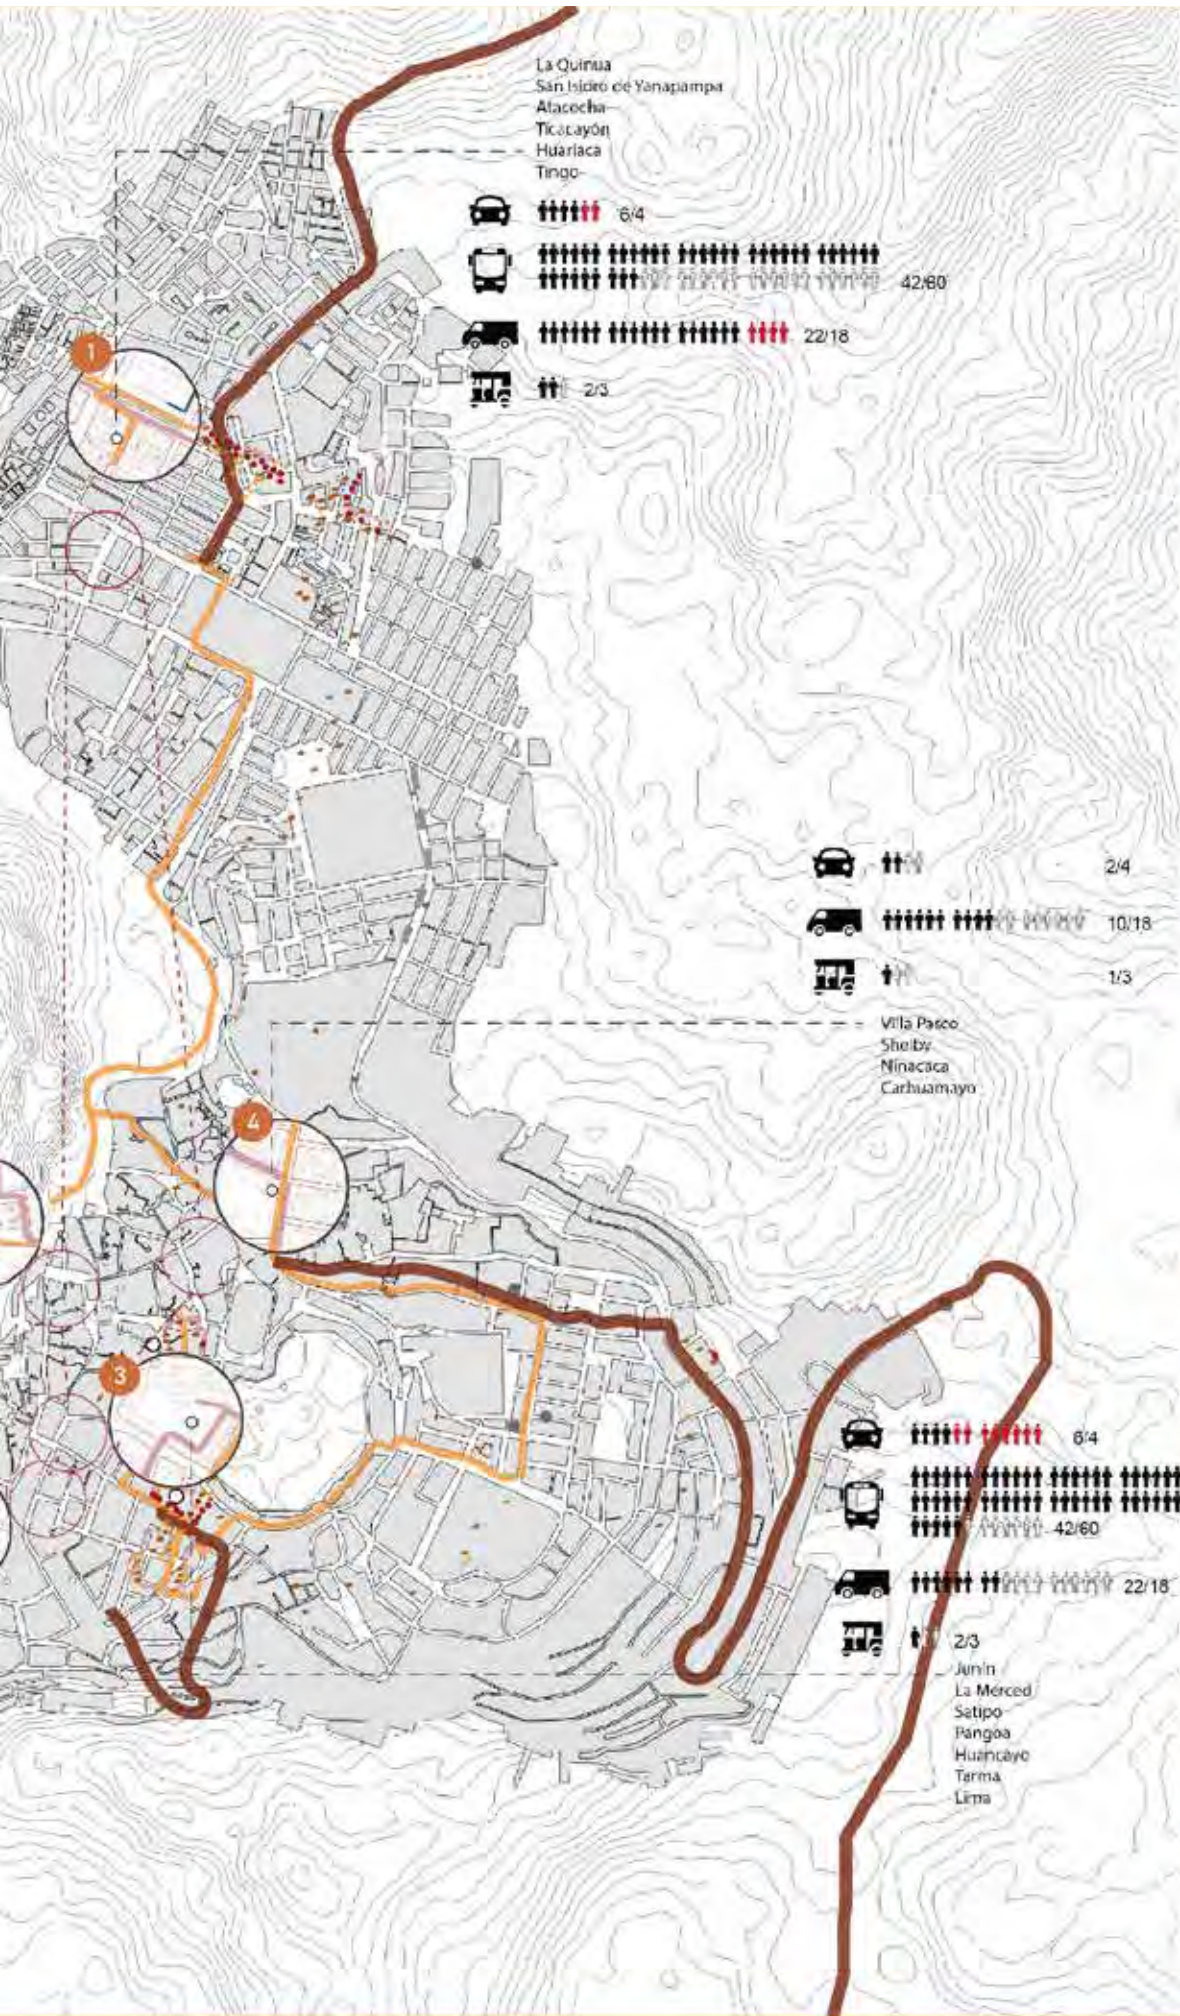 La Quinua
San Isidro de Yanapampa
Atacocha
Ticacayón
Huariaca
Tingo
6/4
42/60
22/18
2/3
1
2/4
10/18
1/3
Villa Pasco
Shelby
Ninacaca
Carhuamayo
4
3
6/4
42/60
22/18
2/3
Junín
La Merced
Satipo
Pangoa
Huancayo
Tarma
Lima